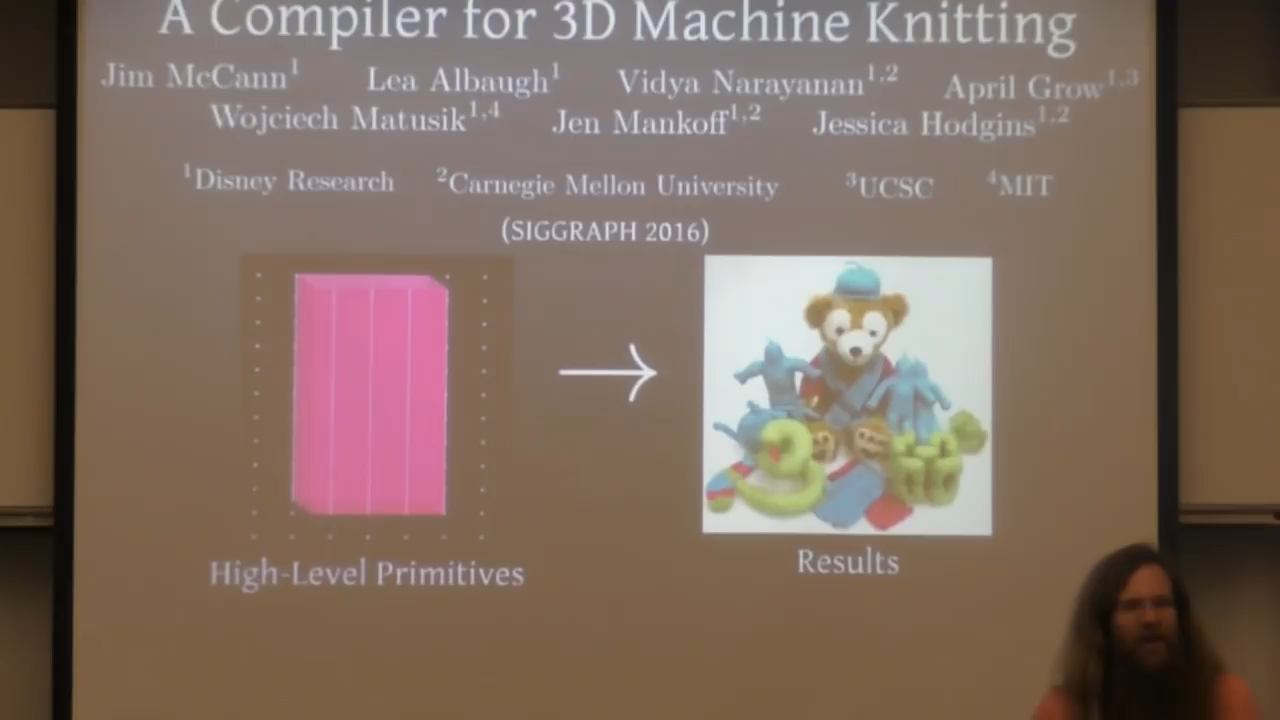 A Compiler for 3D Machine Knitting
Jim McCann¹ Lea Albaugh¹ Vidya Narayanan¹,² April Grow¹,³
Wojciech Matusik¹,⁴ Jen Mankoff¹,² Jessica Hodgins¹,²
¹Disney Research ²Carnegie Mellon University ³UCSC ⁴MIT
(SIGGRAPH 2016)
High-Level Primitives
Results